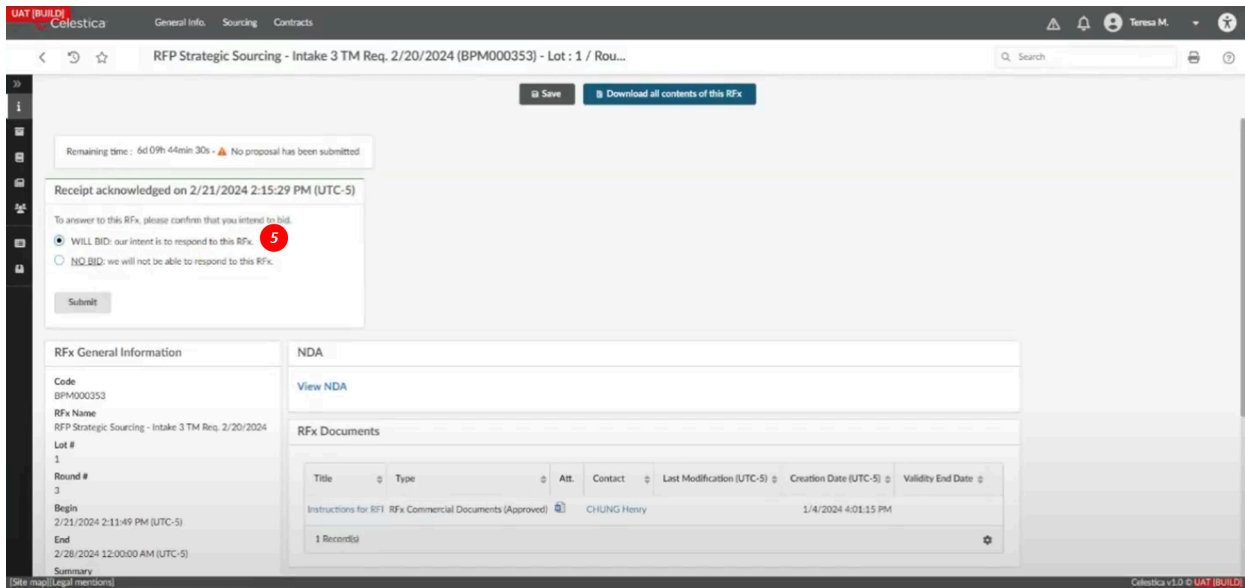 UAT [BUILD]
Celestica General Info. Sourcing Contracts Teresa M.
RFP Strategic Sourcing - Intake 3 TM Req. 2/20/2024 (BPM000353) - Lot : 1 / Rou... Search
Save Download all contents of this RFx
Remaining time : 6d 09h 44min 30s - No proposal has been submitted
Receipt acknowledged on 2/21/2024 2:15:29 PM (UTC-5)
To answer to this RFx, please confirm that you intend to bid.
WILL BID: our intent is to respond to this RFx. 5
NO BID: we will not be able to respond to this RFx.
Submit
RFx General Information
Code
BPM000353
RFx Name
RFP Strategic Sourcing - Intake 3 TM Req. 2/20/2024
Lot #
1
Round #
3
Begin
2/21/2024 2:11:49 PM (UTC-5)
End
2/28/2024 12:00:00 AM (UTC-5)
Summary
NDA
View NDA
RFx Documents
Title Type Att. Contact Last Modification (UTC-5) Creation Date (UTC-5) Validity End Date
Instructions for RFI RFx Commercial Documents (Approved) CHUNG Henry 1/4/2024 4:01:15 PM
1 Record(s)
[Site map][Legal mentions] Celestica v1.0 © UAT [BUILD]